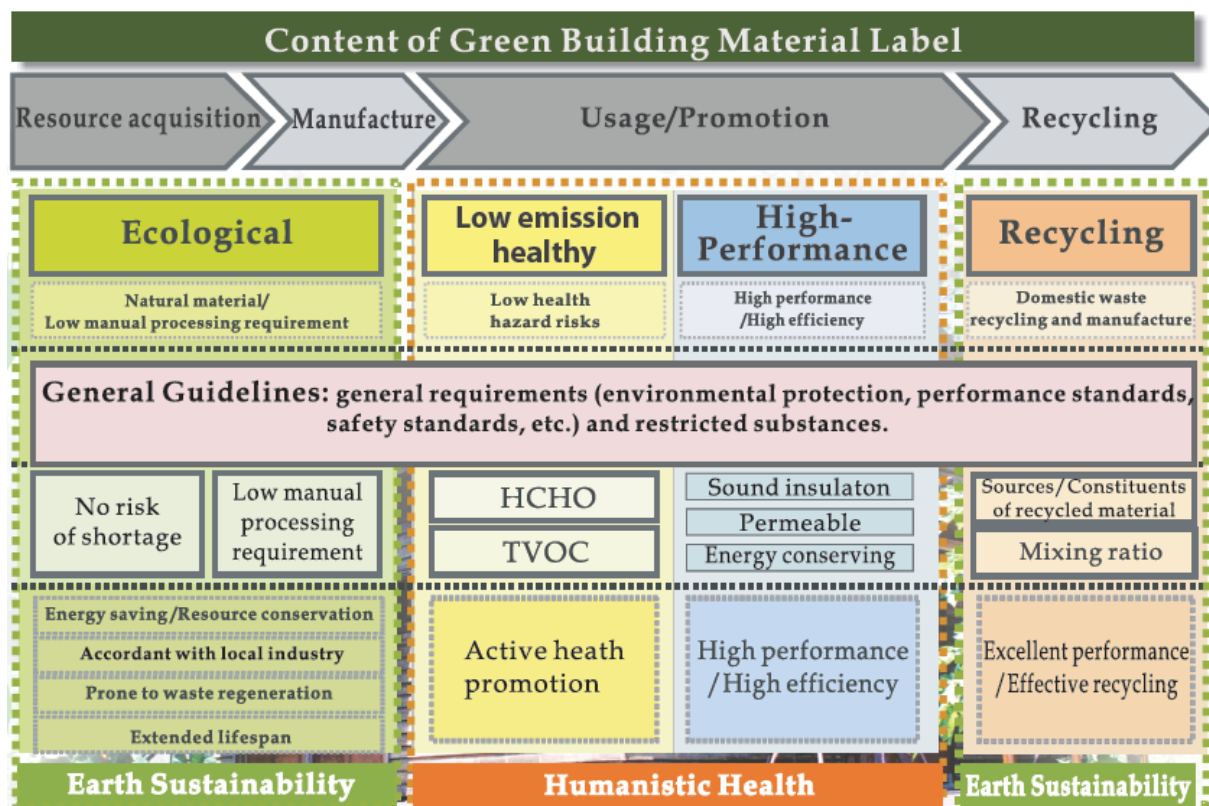 Content of Green Building Material Label
Resource acquisition
Manufacture
Usage/Promotion
Recycling
Ecological
Low emission
healthy
High-
Performance
Recycling
Natural material/
Low manual processing requirement
Low health
hazard risks
High performance
/High efficiency
Domestic waste
recycling and manufacture
General Guidelines: general requirements (environmental protection, performance standards,
safety standards, etc.) and restricted substances.
No risk
of shortage
Low manual
processing
requirement
HCHO
TVOC
Sound insulaton
Permeable
Energy conserving
Sources/Constituents
of recycled material
Mixing ratio
Energy saving/Resource conservation
Accordant with local industry
Prone to waste regeneration
Extended lifespan
Active heath
promotion
High performance
/High efficiency
Excellent performance
/Effective recycling
Earth Sustainability
Humanistic Health
Earth Sustainability